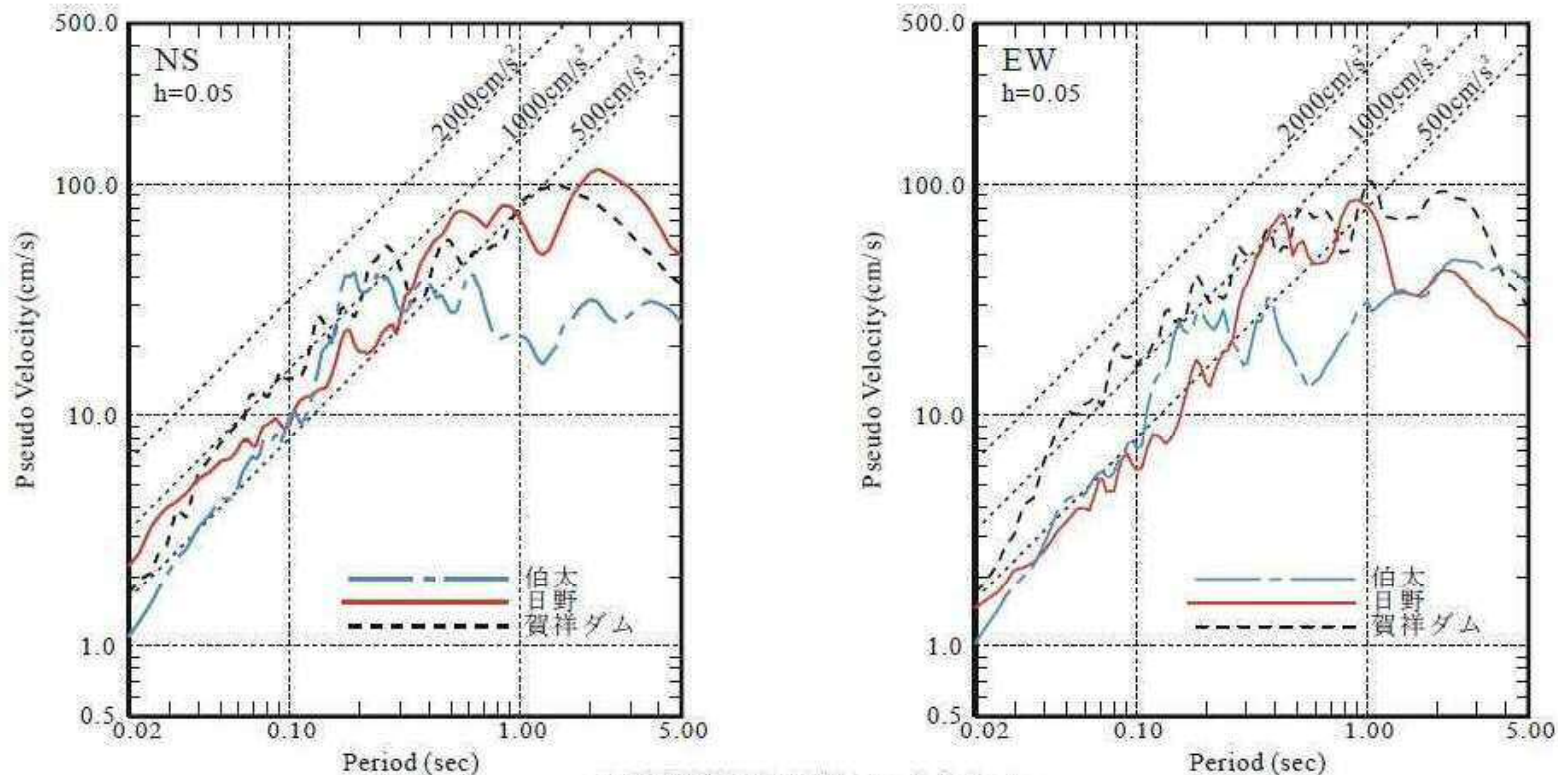 NS
h=0.05
2000cm/s²
1000cm/s²
500cm/s²
500.0
100.0
10.0
1.0
0.5
Pseudo Velocity(cm/s)
伯太
日野
賀祥ダム
0.02
0.10
1.00
5.00
Period (sec)
EW
h=0.05
2000cm/s²
1000cm/s²
500cm/s²
500.0
100.0
10.0
1.0
0.5
Pseudo Velocity(cm/s)
伯太
日野
賀祥ダム
0.02
0.10
1.00
5.00
Period (sec)